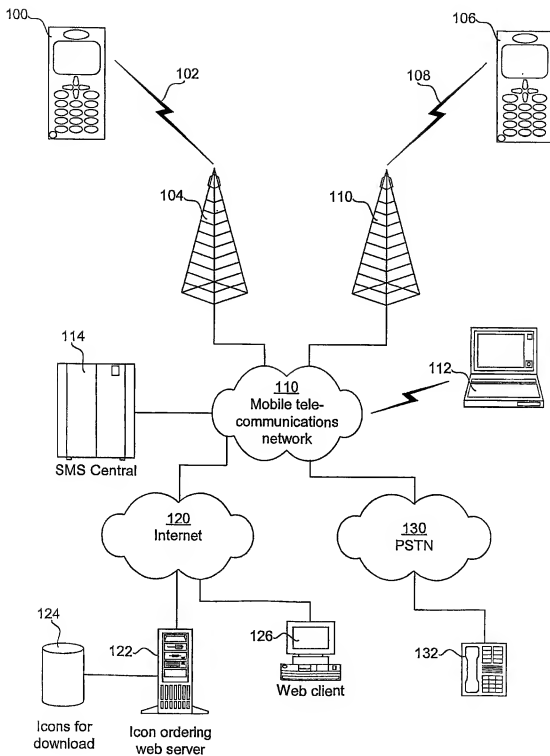 100
106
102
108
104
110
114
112
110
Mobile tele-
communications
network
SMS Central
120
Internet
130
PSTN
124
122
126
132
Web client
Icons for
download
Icon ordering
web server